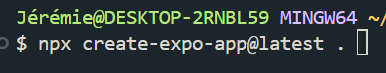 Jérémie@DESKTOP-2RNBL59 MINGW64 ~/
$ npx create-expo-app@latest .